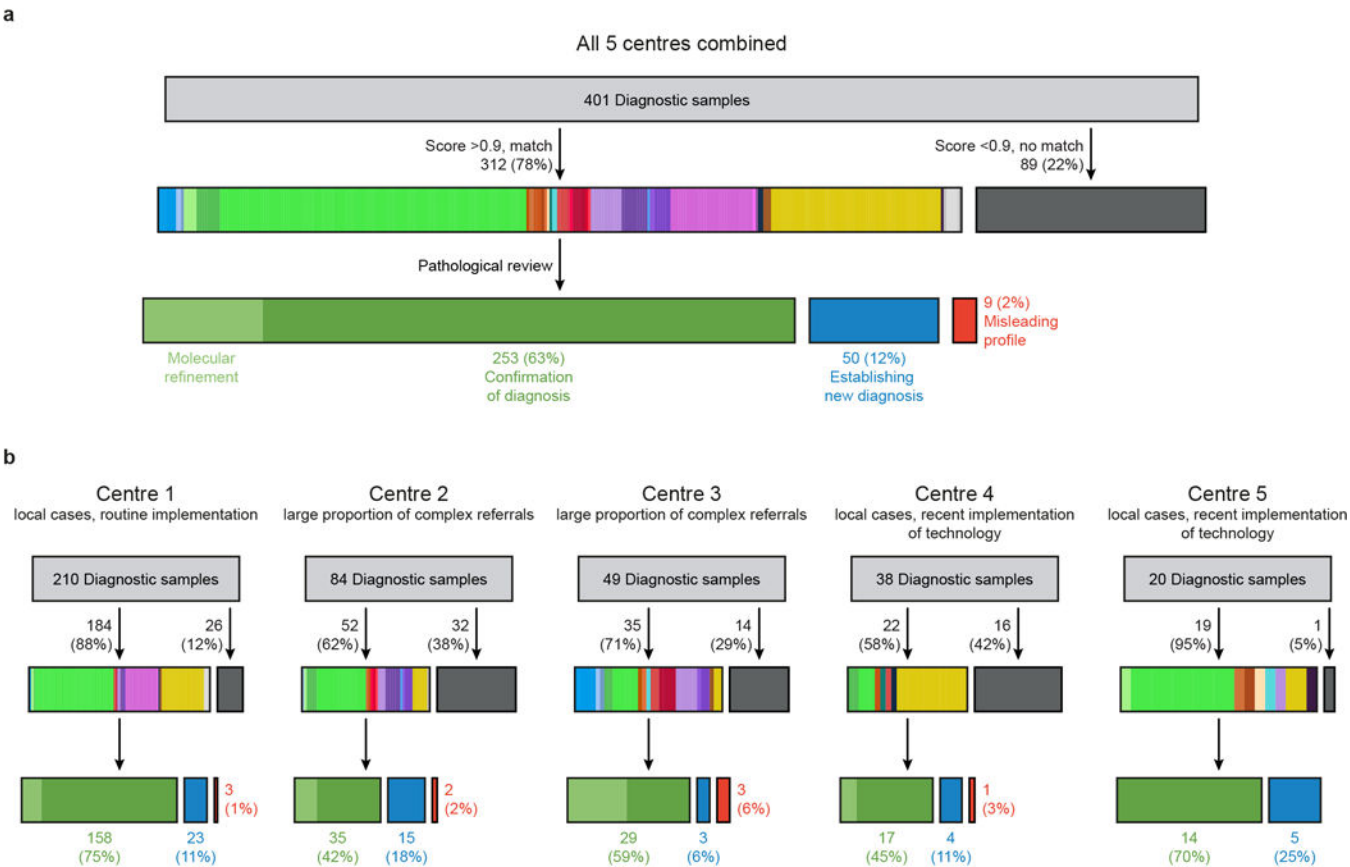 a
All 5 centres combined
401 Diagnostic samples
Score >0.9, match
312 (78%)
Score <0.9, no match
89 (22%)
Pathological review
Molecular
refinement
253 (63%)
Confirmation
of diagnosis
50 (12%)
Establishing
new diagnosis
9 (2%)
Misleading
profile
b
Centre 1
local cases, routine implementation
210 Diagnostic samples
184
(88%)
26
(12%)
158
(75%)
23
(11%)
3
(1%)
Centre 2
large proportion of complex referrals
84 Diagnostic samples
52
(62%)
32
(38%)
35
(42%)
15
(18%)
2
(2%)
Centre 3
large proportion of complex referrals
49 Diagnostic samples
35
(71%)
14
(29%)
29
(59%)
3
(6%)
3
(6%)
Centre 4
local cases, recent implementation
of technology
38 Diagnostic samples
22
(58%)
16
(42%)
17
(45%)
4
(11%)
1
(3%)
Centre 5
local cases, recent implementation
of technology
20 Diagnostic samples
19
(95%)
1
(5%)
14
(70%)
5
(25%)